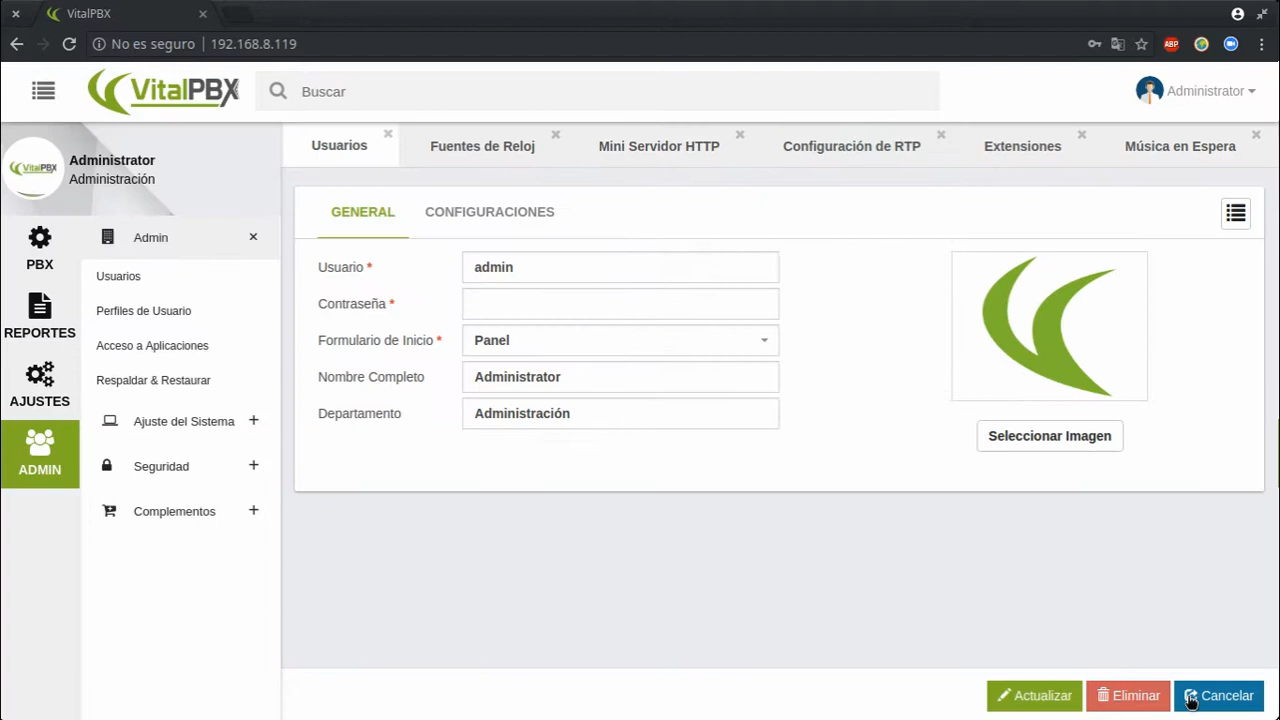 VitalPBX
No es seguro | 192.168.8.119
ABP
VitalPBX
Buscar
Administrator
VitalPBX
Administrator
Administración
Usuarios
Fuentes de Reloj
Mini Servidor HTTP
Configuración de RTP
Extensiones
Música en Espera
PBX
REPORTES
AJUSTES
ADMIN
Admin
Usuarios
Perfiles de Usuario
Acceso a Aplicaciones
Respaldar & Restaurar
Ajuste del Sistema +
Seguridad +
Complementos +
GENERAL
CONFIGURACIONES
Usuario * admin
Contraseña *
Formulario de Inicio * Panel
Nombre Completo Administrator
Departamento Administración
Seleccionar Imagen
Actualizar
Eliminar
Cancelar